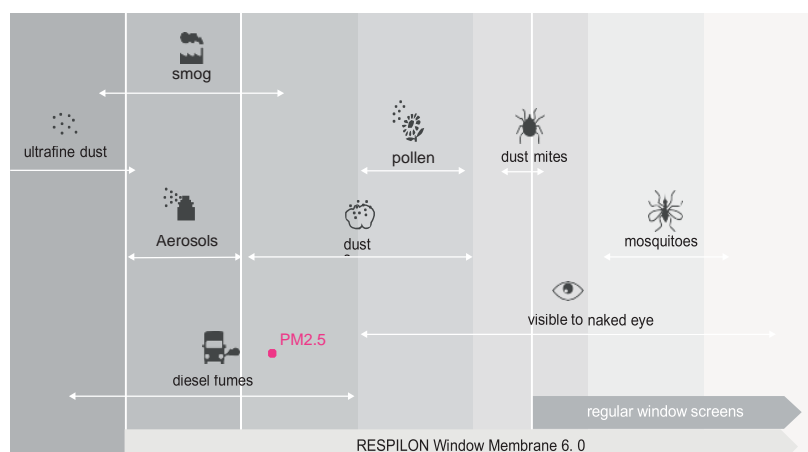 smog
ultrafine dust
pollen
dust mites
Aerosols
dust
mosquitoes
visible to naked eye
PM2.5
diesel fumes
regular window screens
RESPILON Window Membrane 6. 0